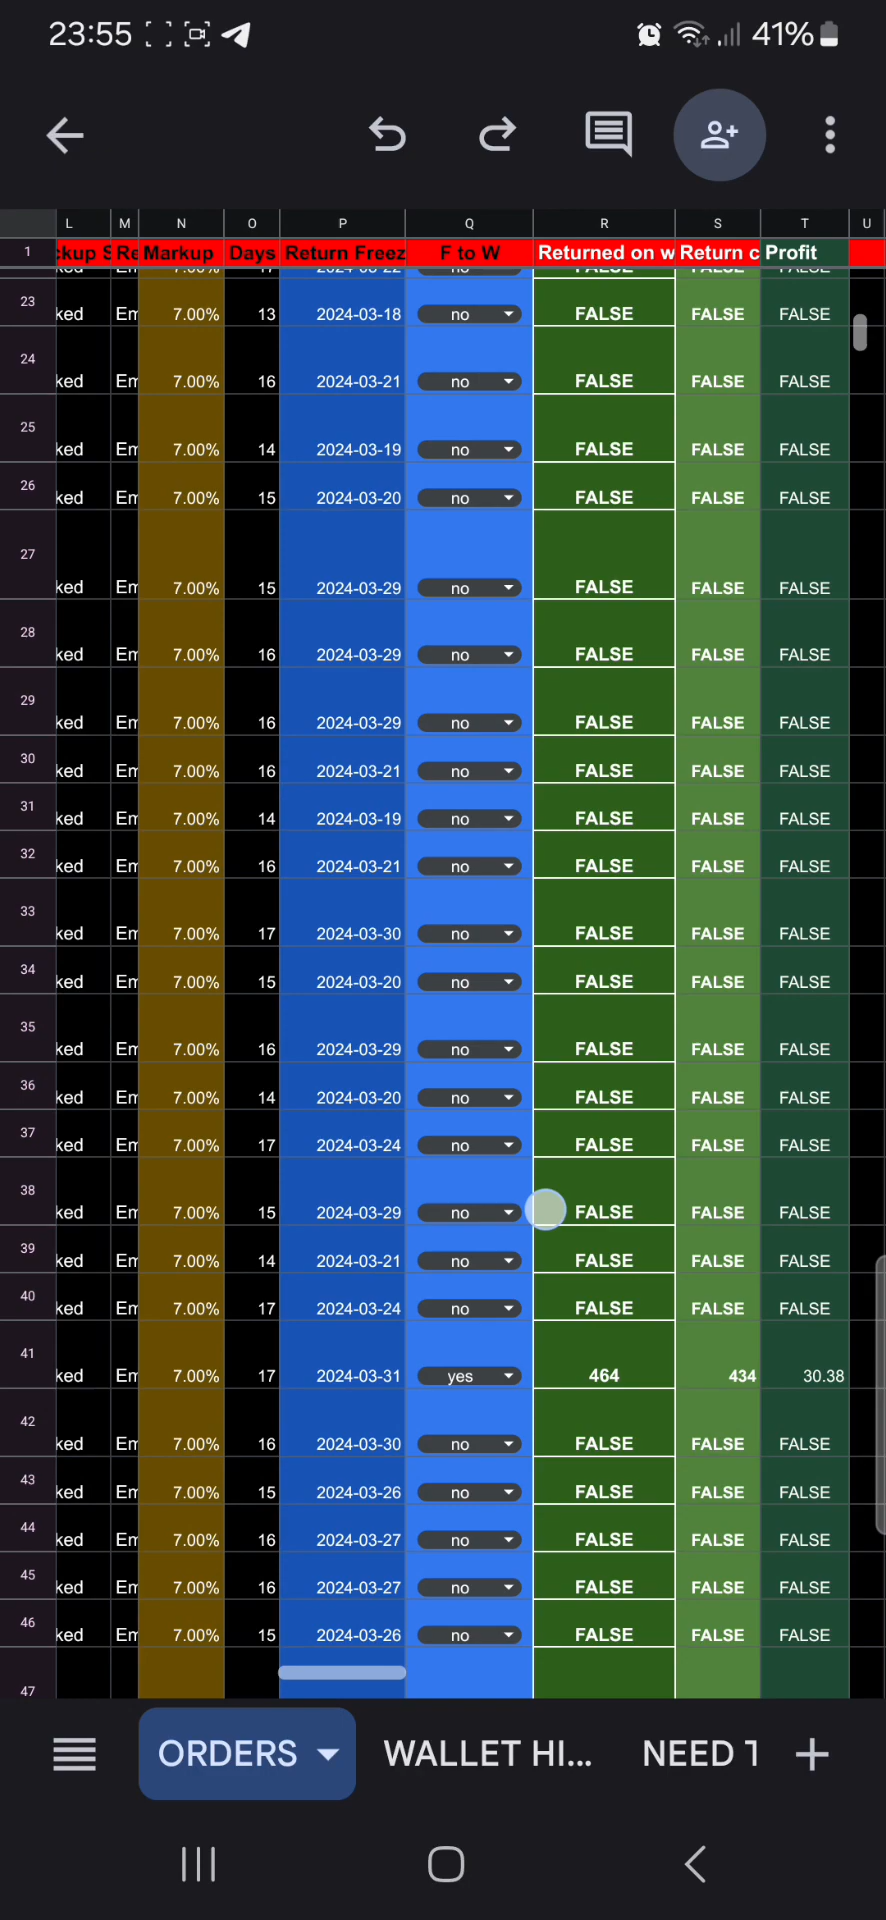 23:55 41%
L M N O P Q R S T U
1 ckup S Re Markup Days Return Freez F to W Returned on w Return c Profit
23 ked Em 7.00% 13 2024-03-18 no FALSE FALSE FALSE
24 ked Em 7.00% 16 2024-03-21 no FALSE FALSE FALSE
25 ked Em 7.00% 14 2024-03-19 no FALSE FALSE FALSE
26 ked Em 7.00% 15 2024-03-20 no FALSE FALSE FALSE
27 ked Em 7.00% 15 2024-03-29 no FALSE FALSE FALSE
28 ked Em 7.00% 16 2024-03-29 no FALSE FALSE FALSE
29 ked Em 7.00% 16 2024-03-29 no FALSE FALSE FALSE
30 ked Em 7.00% 16 2024-03-21 no FALSE FALSE FALSE
31 ked Em 7.00% 14 2024-03-19 no FALSE FALSE FALSE
32 ked Em 7.00% 16 2024-03-21 no FALSE FALSE FALSE
33 ked Em 7.00% 17 2024-03-30 no FALSE FALSE FALSE
34 ked Em 7.00% 15 2024-03-20 no FALSE FALSE FALSE
35 ked Em 7.00% 16 2024-03-29 no FALSE FALSE FALSE
36 ked Em 7.00% 14 2024-03-20 no FALSE FALSE FALSE
37 ked Em 7.00% 17 2024-03-24 no FALSE FALSE FALSE
38 ked Em 7.00% 15 2024-03-29 no FALSE FALSE FALSE
39 ked Em 7.00% 14 2024-03-21 no FALSE FALSE FALSE
40 ked Em 7.00% 17 2024-03-24 no FALSE FALSE FALSE
41 ked Em 7.00% 17 2024-03-31 yes 464 434 30.38
42 ked Em 7.00% 16 2024-03-30 no FALSE FALSE FALSE
43 ked Em 7.00% 15 2024-03-26 no FALSE FALSE FALSE
44 ked Em 7.00% 16 2024-03-27 no FALSE FALSE FALSE
45 ked Em 7.00% 16 2024-03-27 no FALSE FALSE FALSE
46 ked Em 7.00% 15 2024-03-26 no FALSE FALSE FALSE
47
ORDERS WALLET HI... NEED